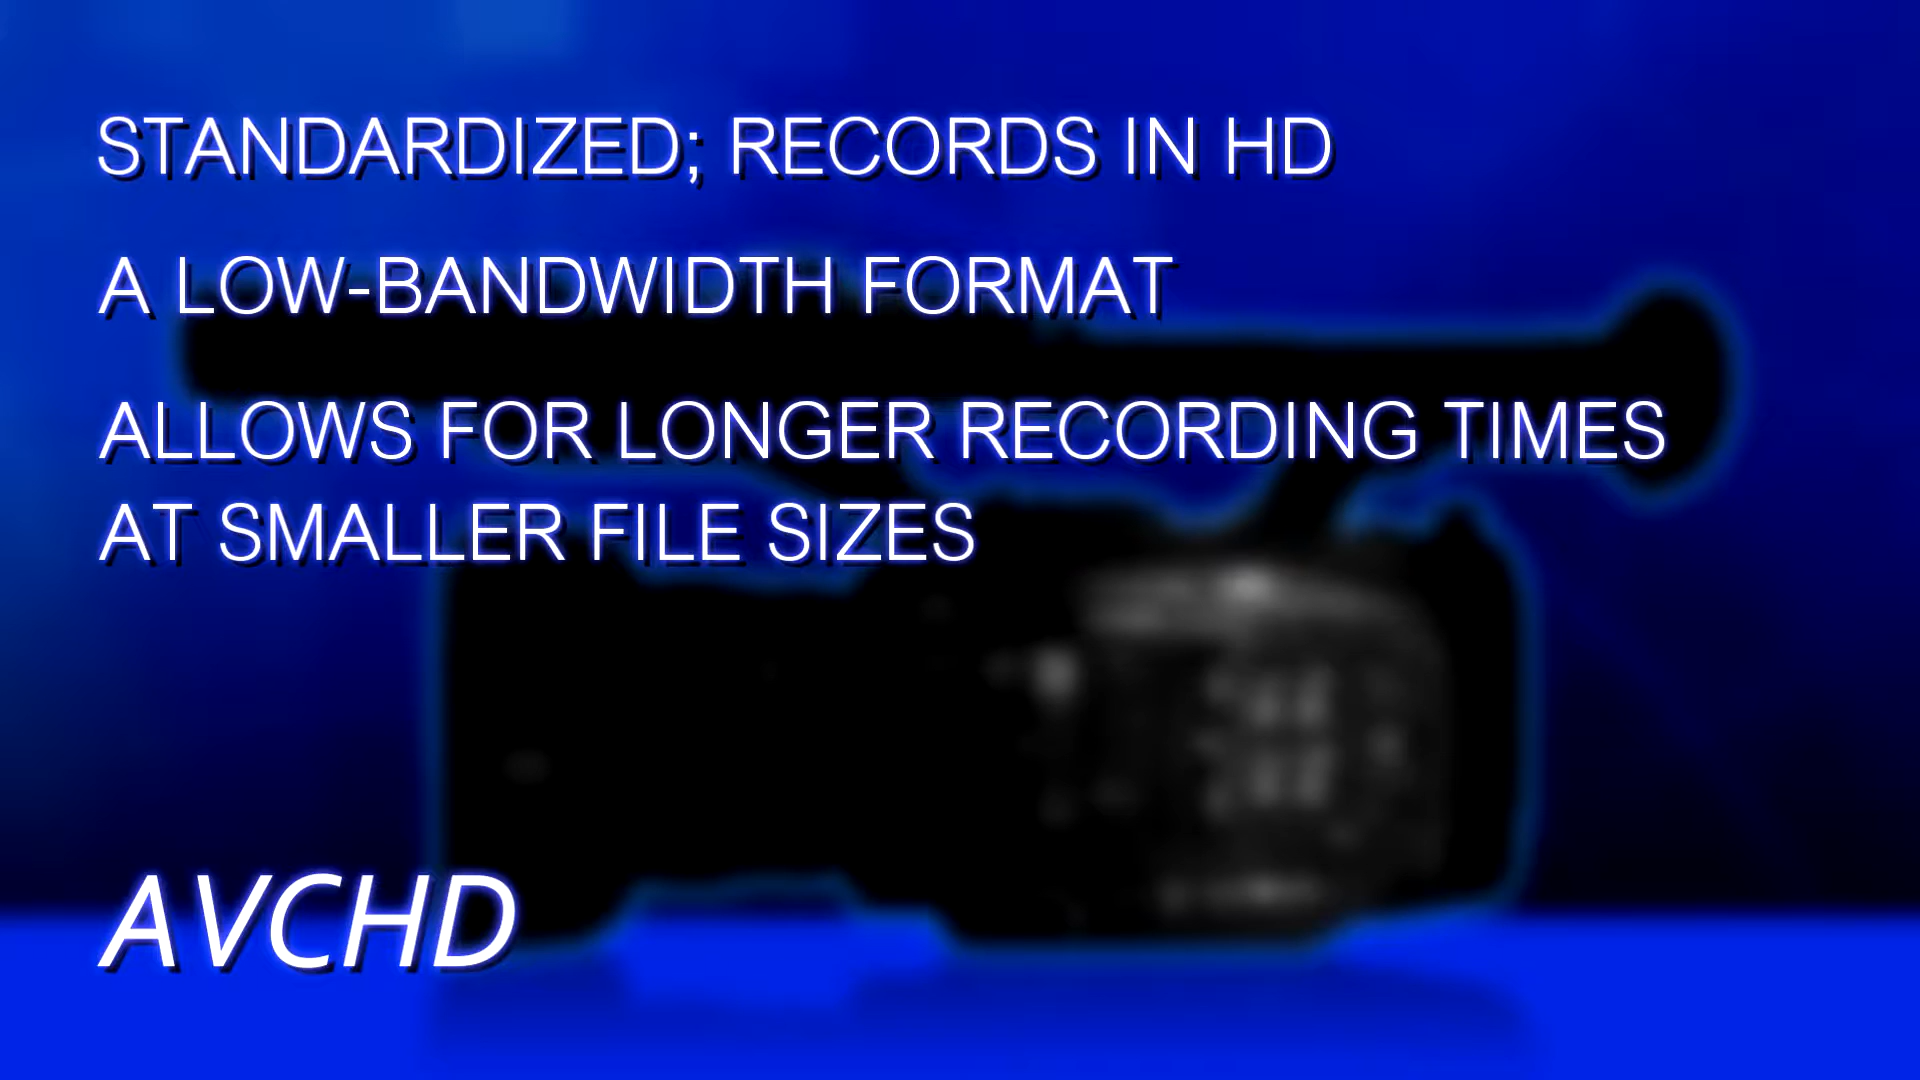 STANDARDIZED; RECORDS IN HD
A LOW-BANDWIDTH FORMAT
ALLOWS FOR LONGER RECORDING TIMES
AT SMALLER FILE SIZES
AVCHD